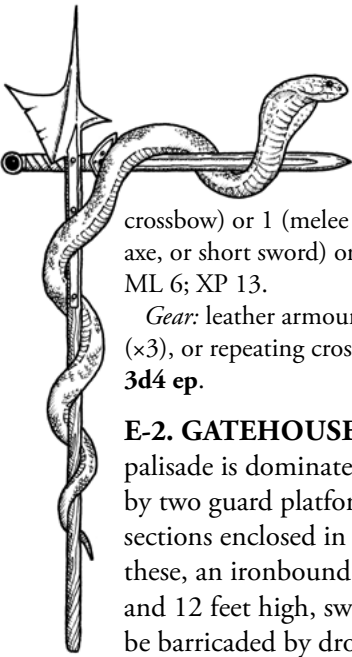 crossbow) or 1 (melee
axe, or short sword) or
ML 6; XP 13.
Gear: leather armour
(×3), or repeating cros
3d4 ep.
E-2. GATEHOUSE
palisade is dominate
by two guard platfor
sections enclosed in
these, an ironbound
and 12 feet high, sw
be barricaded by dro